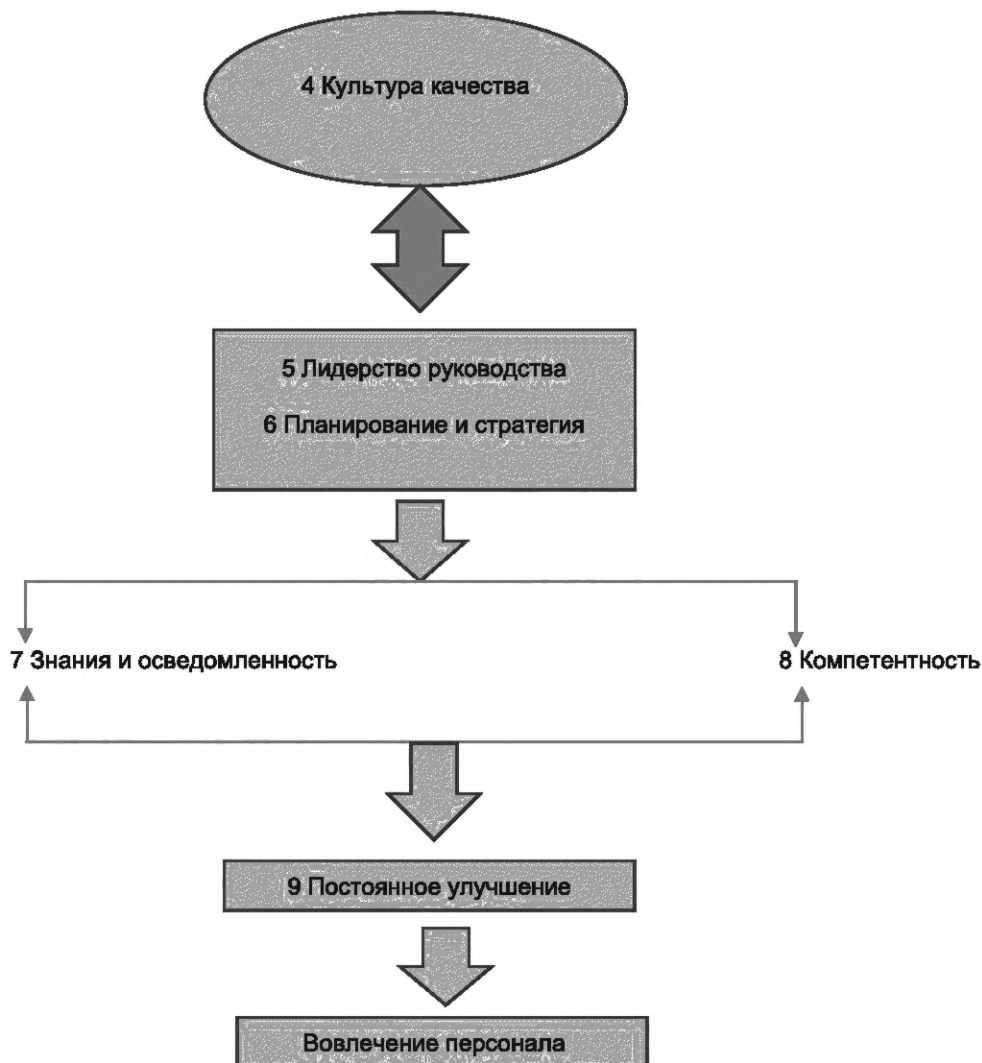 4 Культура качества
5 Лидерство руководства
6 Планирование и стратегия
7 Знания и осведомленность
8 Компетентность
9 Постоянное улучшение
Вовлечение персонала